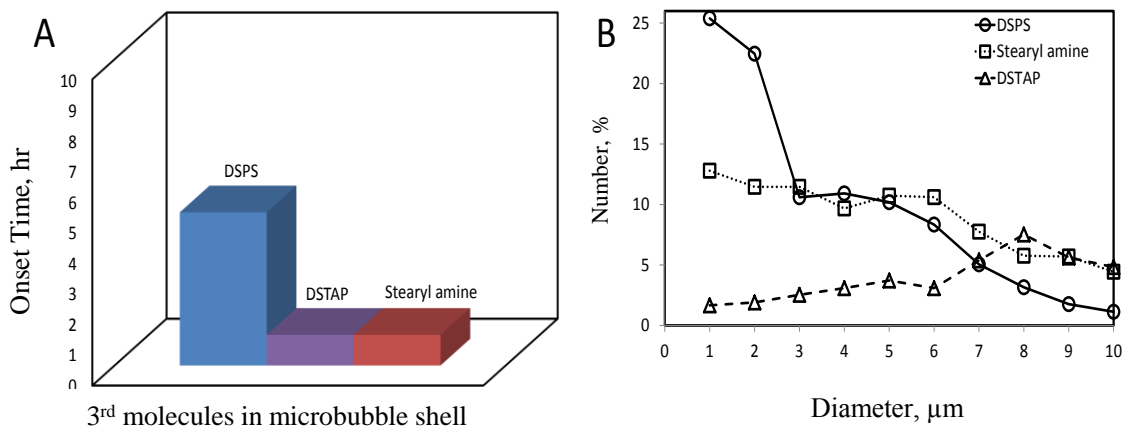 A
Onset Time, hr
10
9
8
7
6
5
4
3
2
1
0
DSPS
DSTAP
Stearyl amine
3rd molecules in microbubble shell
B
Number, %
25
20
15
10
5
0
DSPS
Stearyl amine
DSTAP
0 1 2 3 4 5 6 7 8 9 10
Diameter, µm